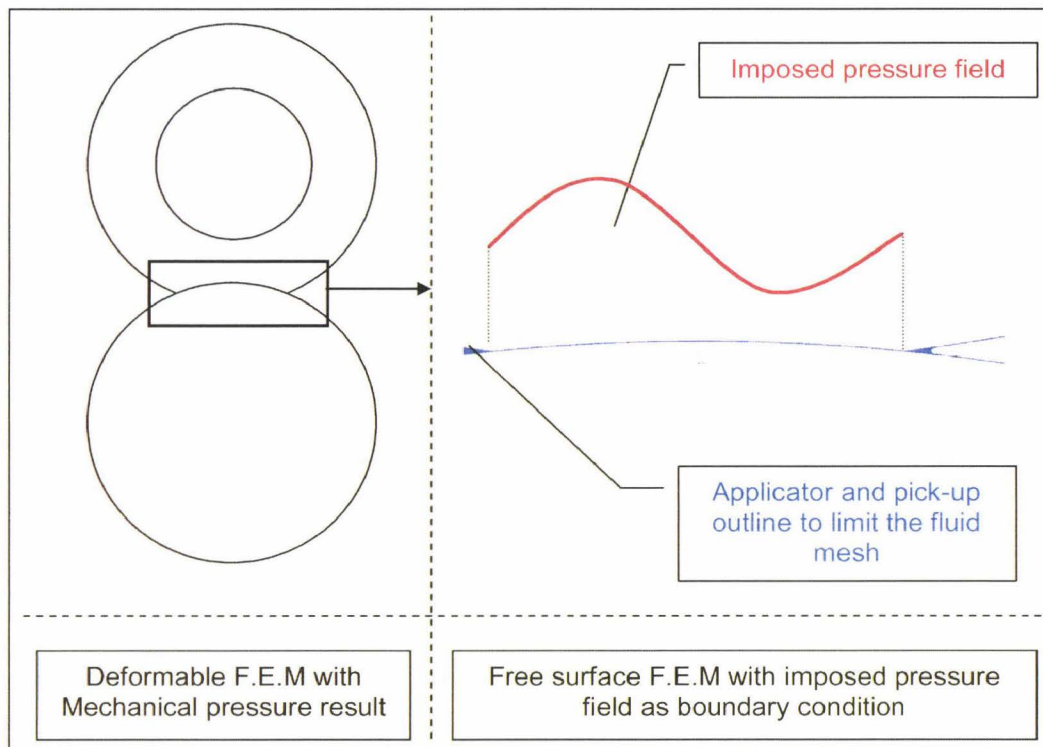 Imposed pressure field
Applicator and pick-up
outline to limit the fluid
mesh
Deformable F.E.M with
Mechanical pressure result
Free surface F.E.M with imposed pressure
field as boundary condition